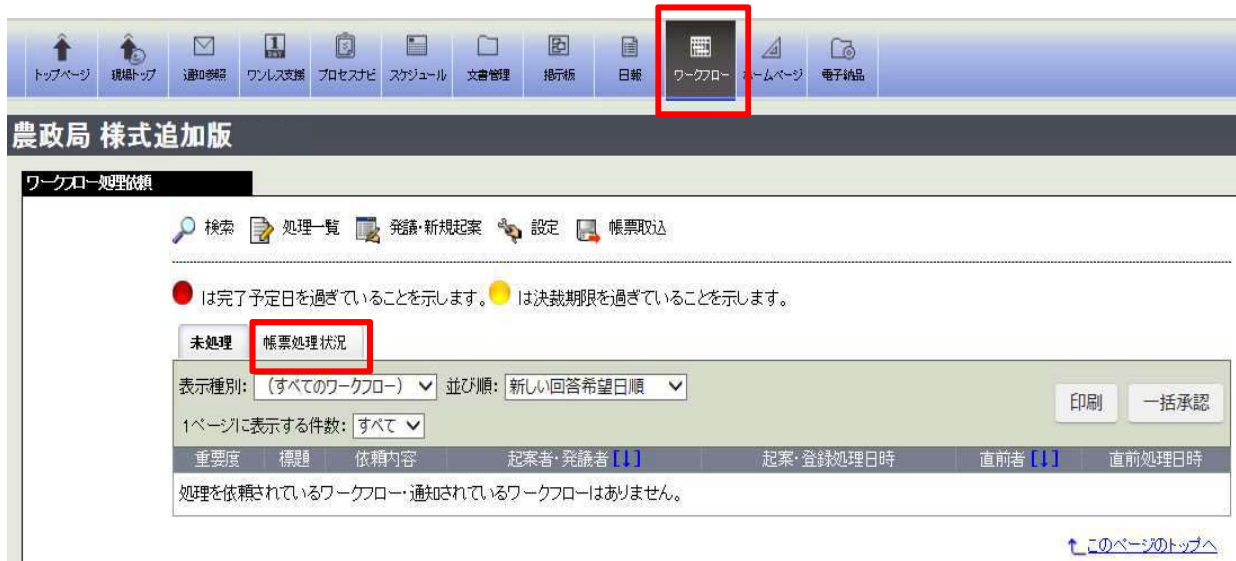 トップページ 現場トップ 通知参照 ワンレス支援 プロセスナビ スケジュール 文書管理 掲示板 日報 ワークフロー ホームページ 電子納品
農政局 様式追加版
ワークフロー処理依頼
検索 処理一覧 発議・新規起案 設定 帳票取込
は完了予定日を過ぎていることを示します。 は決裁期限を過ぎていることを示します。
未処理 帳票処理状況
表示種別: (すべてのワークフロー) 並び順: 新しい回答希望日順
印刷 一括承認
1ページに表示する件数: すべて
重要度 標題 依頼内容 起案者・発議者 [↓] 起案・登録処理日時 直前者 [↓] 直前処理日時
処理を依頼されているワークフロー・通知されているワークフローはありません。
このページのトップへ